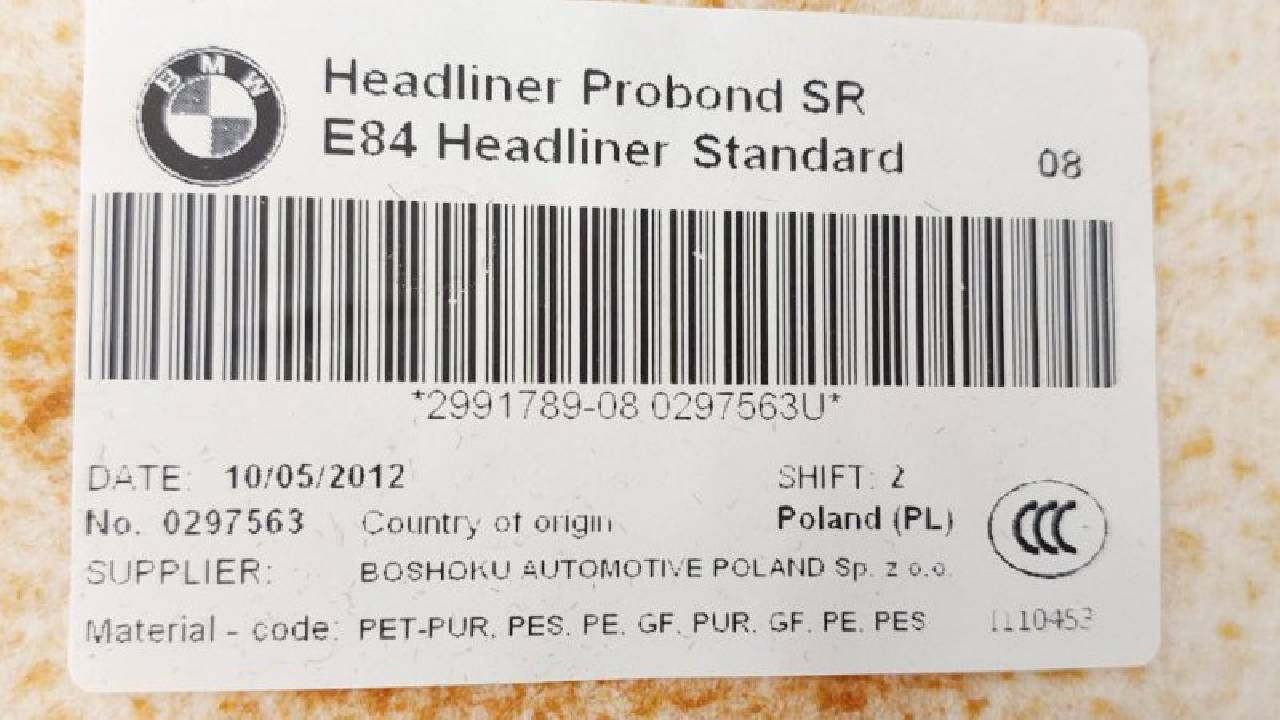 BMW
Headliner Probond SR
E84 Headliner Standard 08
*2991789-08 0297563U*
DATE: 10/05/2012 SHIFT: 2
No. 0297563 Country of origin Poland (PL)
CCC
SUPPLIER: BOSHOKU AUTOMOTIVE POLAND Sp. z o.o.
Material - code: PET-PUR, PES. PE. GF. PUR. GF. PE. PES 1110453